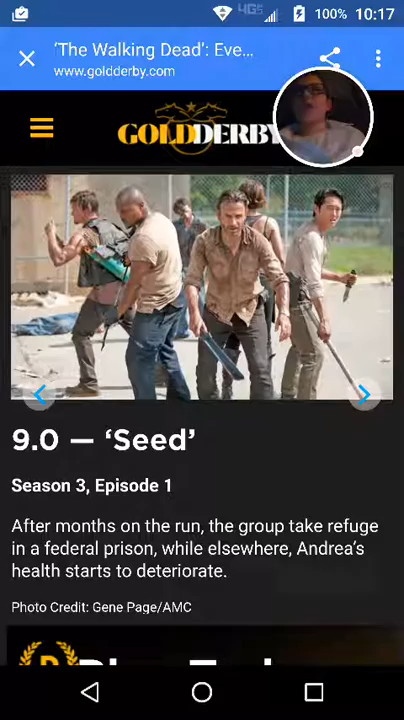 4G 100% 10:17
'The Walking Dead': Eve...
www.goldderby.com
GOLDDERBY
9.0 — 'Seed'
Season 3, Episode 1
After months on the run, the group take refuge
in a federal prison, while elsewhere, Andrea's
health starts to deteriorate.
Photo Credit: Gene Page/AMC